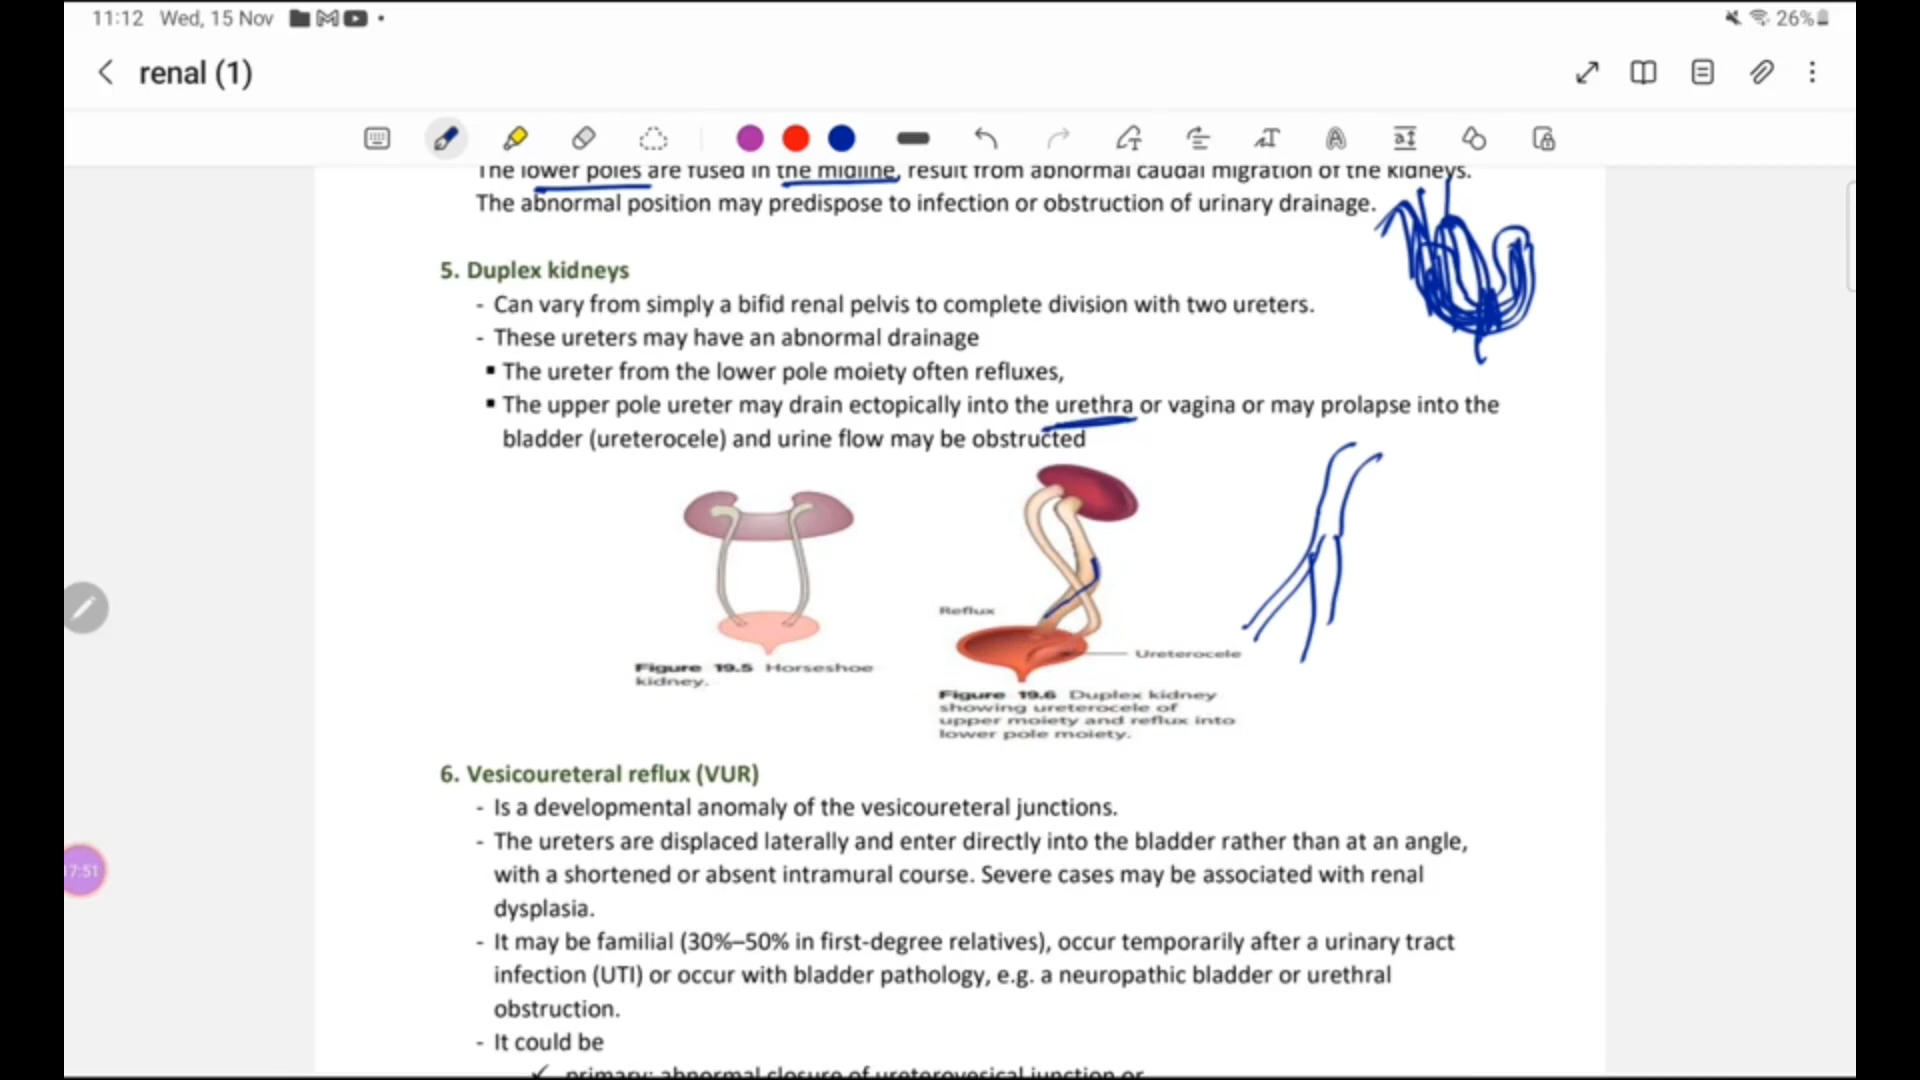 11:12 Wed, 15 Nov
26%
renal (1)
The lower poles are fused in the midline, result from abnormal caudal migration of the kidneys.
The abnormal position may predispose to infection or obstruction of urinary drainage.
5. Duplex kidneys
- Can vary from simply a bifid renal pelvis to complete division with two ureters.
- These ureters may have an abnormal drainage
▪ The ureter from the lower pole moiety often refluxes,
▪ The upper pole ureter may drain ectopically into the urethra or vagina or may prolapse into the
bladder (ureterocele) and urine flow may be obstructed
Reflux
Ureterocele
Figure 19.5 Horseshoe
kidney.
Figure 19.6 Duplex kidney
showing ureterocele of
upper moiety and reflux into
lower pole moiety.
6. Vesicoureteral reflux (VUR)
- Is a developmental anomaly of the vesicoureteral junctions.
- The ureters are displaced laterally and enter directly into the bladder rather than at an angle,
with a shortened or absent intramural course. Severe cases may be associated with renal
dysplasia.
17:51
- It may be familial (30%–50% in first-degree relatives), occur temporarily after a urinary tract
infection (UTI) or occur with bladder pathology, e.g. a neuropathic bladder or urethral
obstruction.
- It could be
✓ primary: abnormal closure of ureterovesical junction or